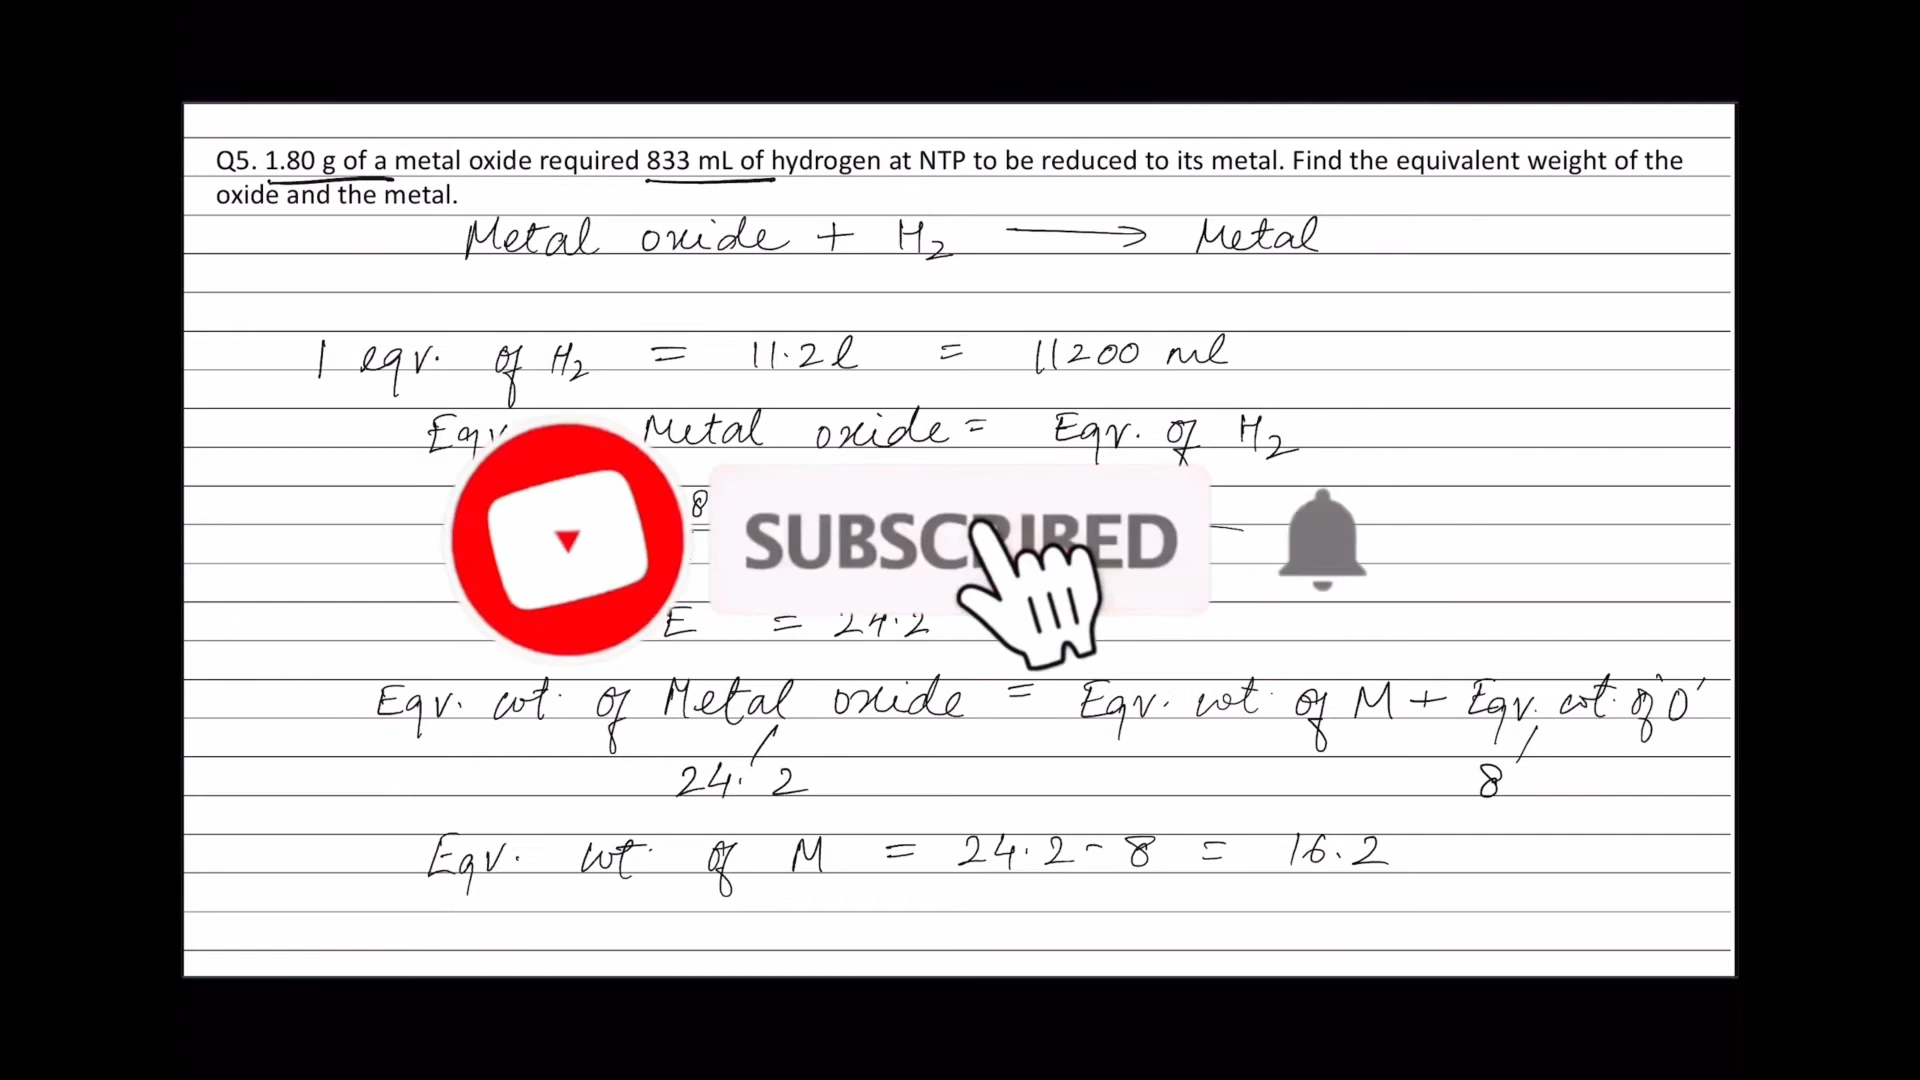 Q5. 1.80 g of a metal oxide required 833 mL of hydrogen at NTP to be reduced to its metal. Find the equivalent weight of the
oxide and the metal.
Metal oxide + H₂ ⟶ Metal
1 eqv. of H₂ = 11.2l = 11200 ml
Eqv Metal oxide = Eqv. of H₂
8
SUBSCRIBED
E = 24.2
Eqv. wt. of Metal oxide = Eqv. wt. of M + Eqv. wt. of 'O'
24.2 8
Eqv. wt. of M = 24.2 - 8 = 16.2